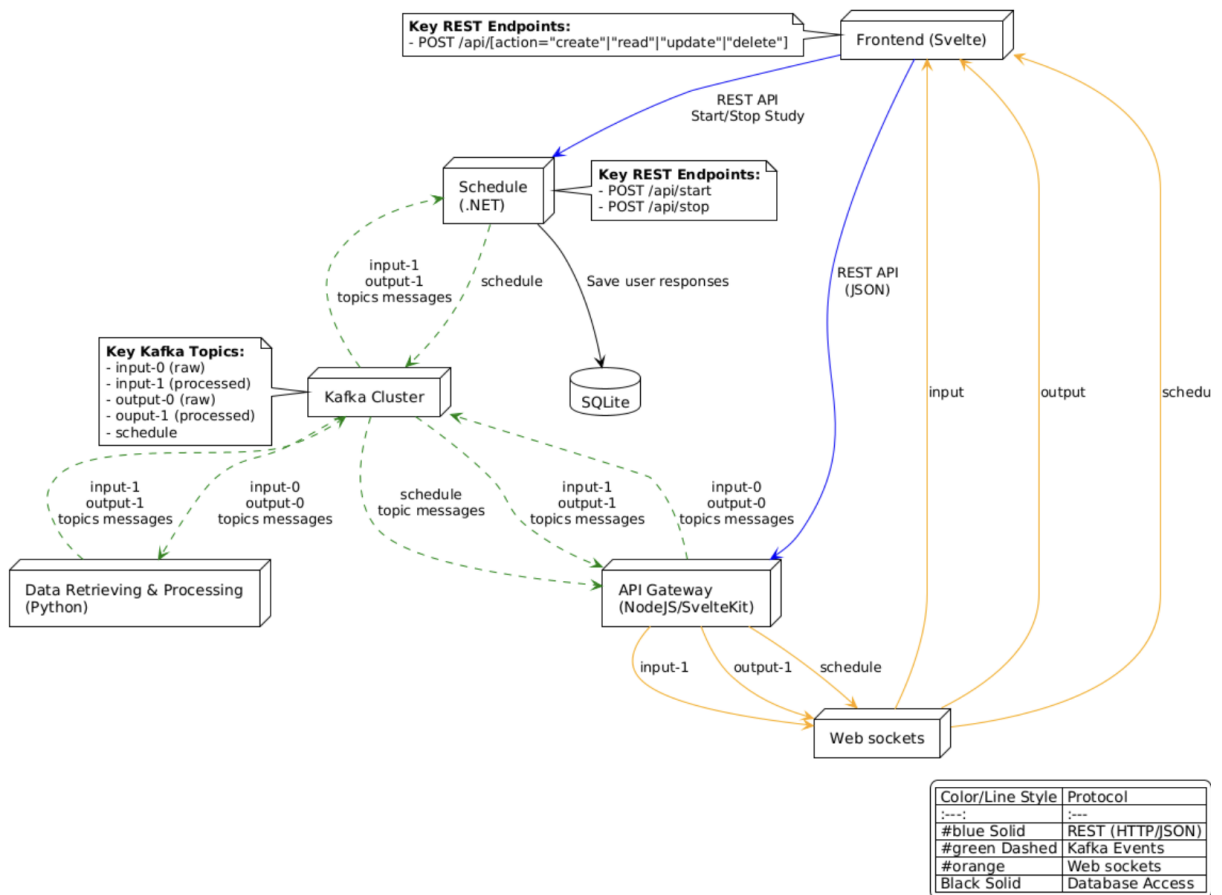 Key REST Endpoints:
- POST /api/[action="create"|"read"|"update"|"delete"]
Frontend (Svelte)
REST API
Start/Stop Study
Schedule
(.NET)
Key REST Endpoints:
- POST /api/start
- POST /api/stop
input-1
output-1
topics messages
schedule
Save user responses
REST API
(JSON)
Key Kafka Topics:
- input-0 (raw)
- input-1 (processed)
- output-0 (raw)
- ouput-1 (processed)
- schedule
Kafka Cluster
SQLite
input
output
schedu
input-1
output-1
topics messages
input-0
output-0
topics messages
schedule
topic messages
input-1
output-1
topics messages
input-0
output-0
topics messages
Data Retrieving & Processing
(Python)
API Gateway
(NodeJS/SvelteKit)
input-1
output-1
schedule
Web sockets
Color/Line Style Protocol
:---: :---
#blue Solid REST (HTTP/JSON)
#green Dashed Kafka Events
#orange Web sockets
Black Solid Database Access